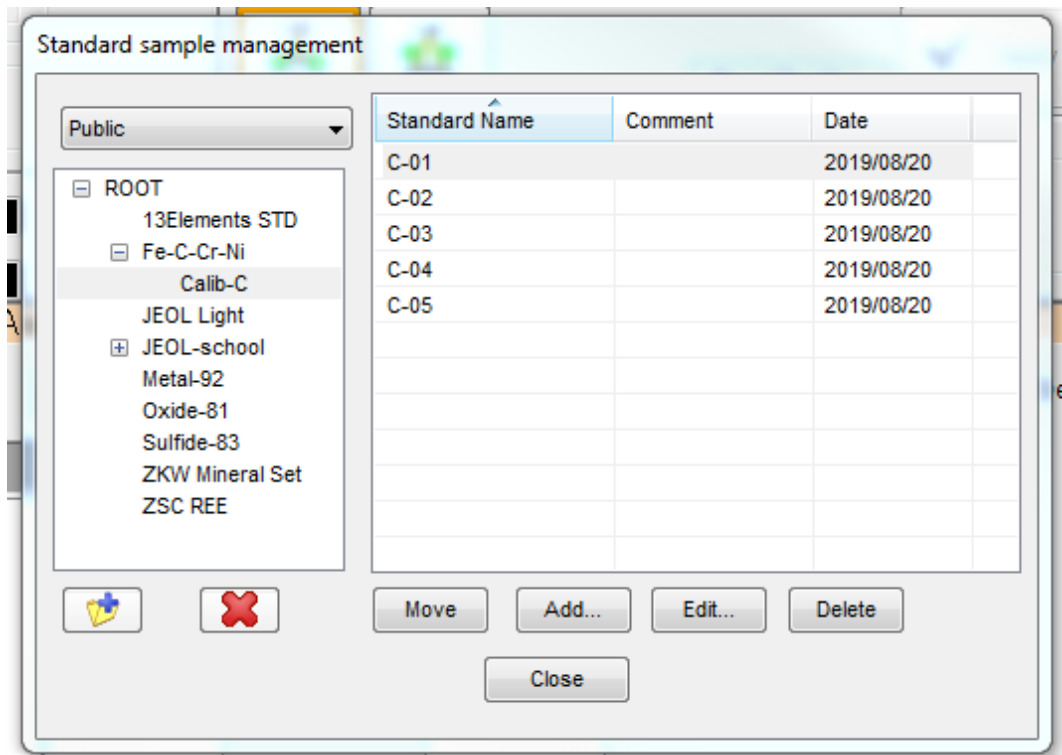 Standard sample management
Public
ROOT
13Elements STD
Fe-C-Cr-Ni
Calib-C
JEOL Light
JEOL-school
Metal-92
Oxide-81
Sulfide-83
ZKW Mineral Set
ZSC REE
Standard Name Comment Date
C-01 2019/08/20
C-02 2019/08/20
C-03 2019/08/20
C-04 2019/08/20
C-05 2019/08/20
Move Add... Edit... Delete
Close